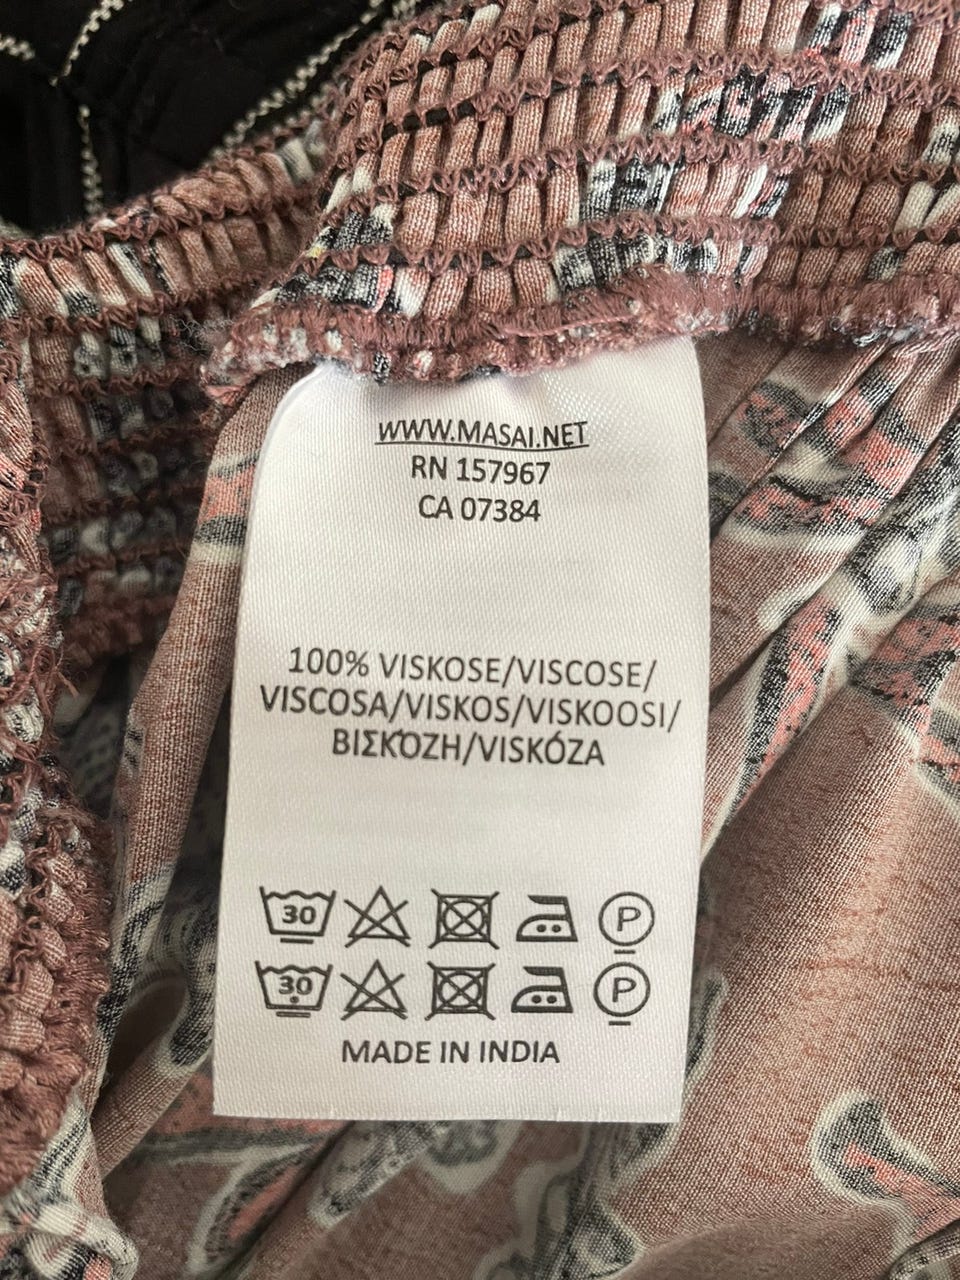 WWW.MASAI.NET
RN 157967
CA 07384
100% VISKOSE/VISCOSE/
VISCOSA/VISKOS/VISKOOSI/
ΒΙΣΚΌΖΗ/VISKÓZA
30 P
30 P
MADE IN INDIA